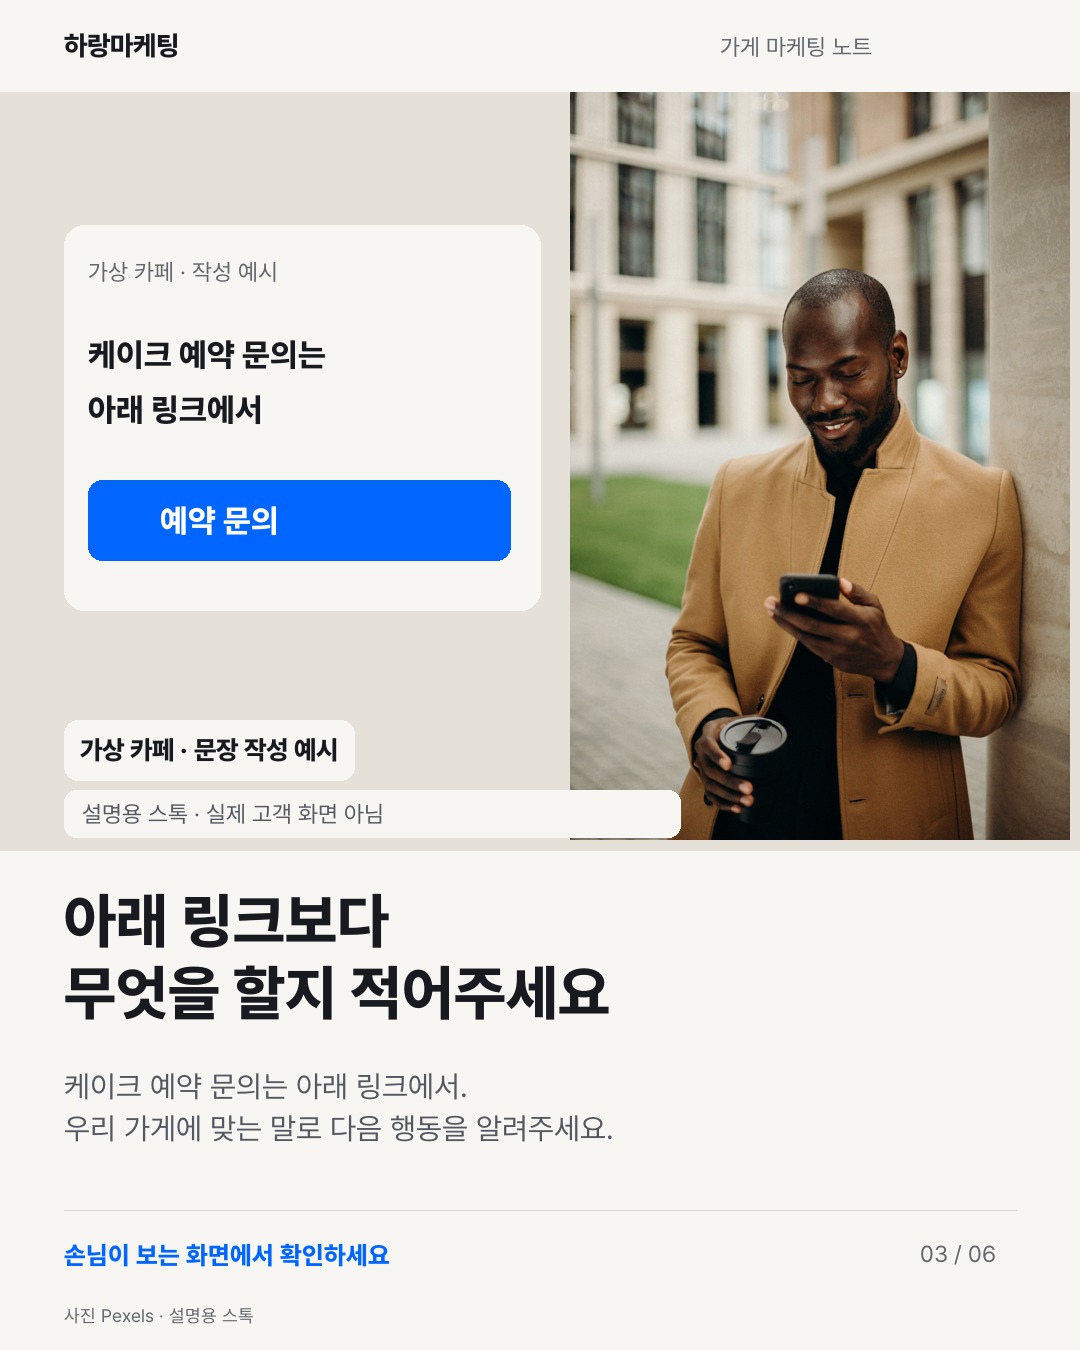 하랑마케팅
가게 마케팅 노트
가상 카페 · 작성 예시
케이크 예약 문의는
아래 링크에서
예약 문의
가상 카페 · 문장 작성 예시
설명용 스톡 · 실제 고객 화면 아님
아래 링크보다
무엇을 할지 적어주세요
케이크 예약 문의는 아래 링크에서.
우리 가게에 맞는 말로 다음 행동을 알려주세요.
손님이 보는 화면에서 확인하세요
03 / 06
사진 Pexels · 설명용 스톡